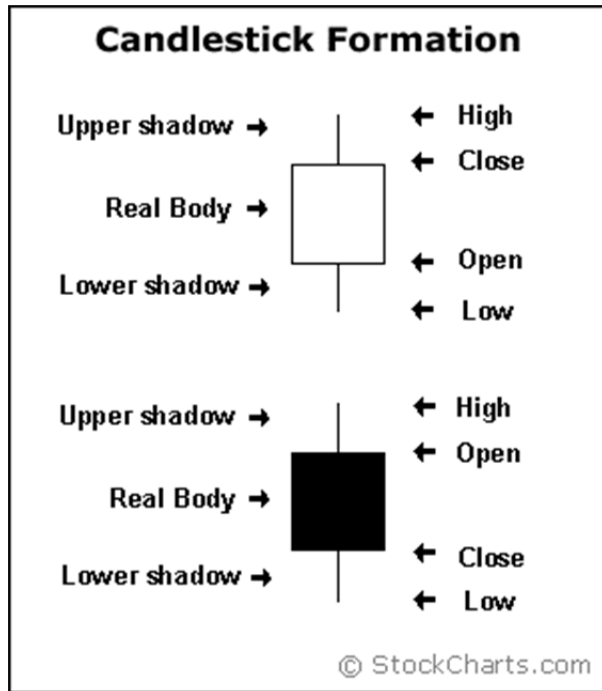 Candlestick Formation
Upper shadow
High
Close
Real Body
Open
Lower shadow
Low
Upper shadow
High
Open
Real Body
Close
Lower shadow
Low
© StockCharts.com